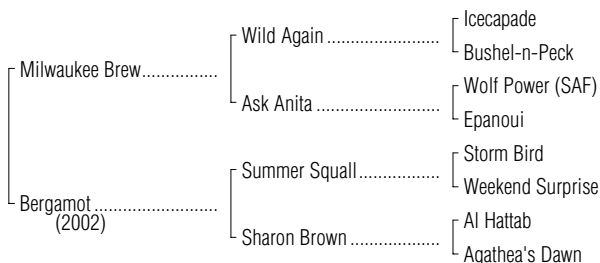 Icecapade
Wild Again ........................
Bushel-n-Peck
Milwaukee Brew...............
Wolf Power (SAF)
Ask Anita ..........................
Epanoui
Storm Bird
Summer Squall.................
Weekend Surprise
Bergamot .........................
(2002)
Al Hattab
Sharon Brown ...................
Agathea's Dawn